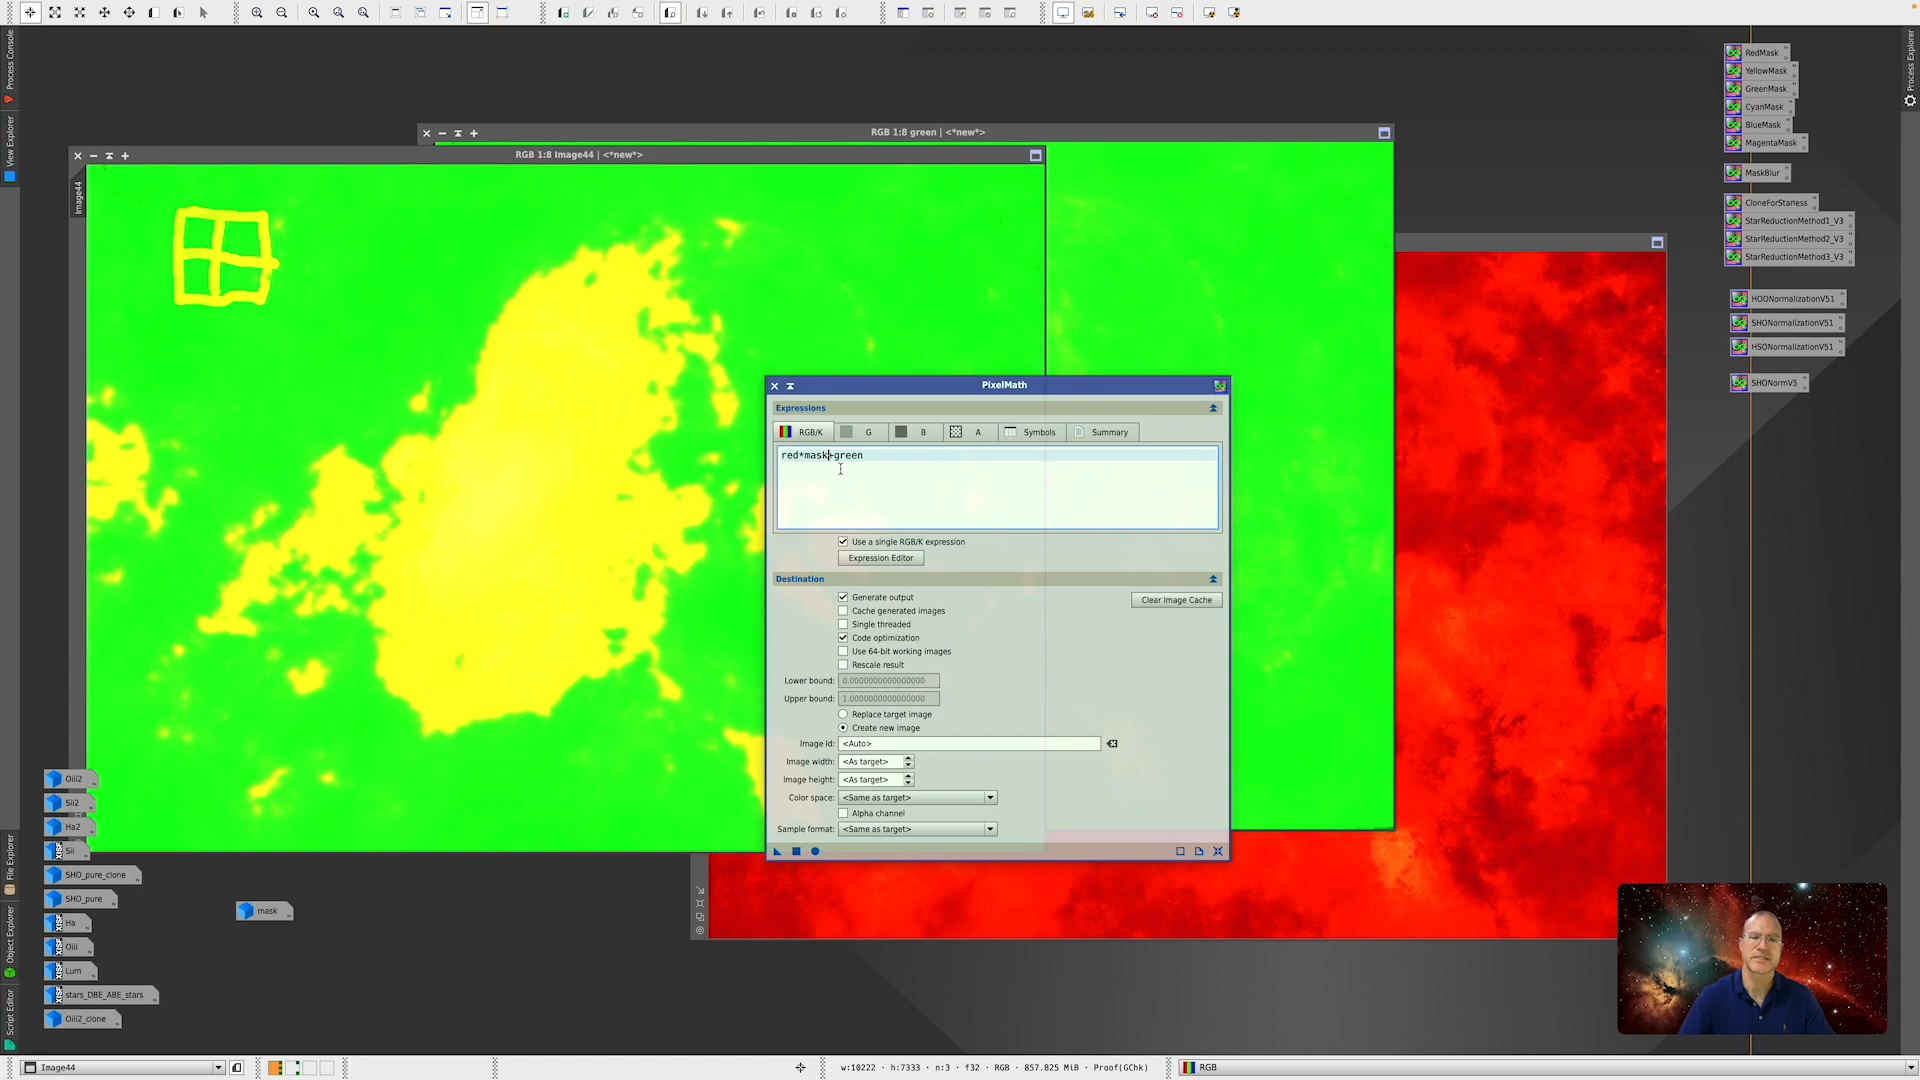 Process Console
View Explorer
File Explorer
Object Explorer
Script Editor
Process Explorer
RedMask
YellowMask
GreenMask
CyanMask
BlueMask
MagentaMask
MaskBlur
CloneForStarless
StarReductionMethod1_V3
StarReductionMethod2_V3
StarReductionMethod3_V3
HOONormalizationV51
SHONormalizationV51
HSONormalizationV51
SHONormV5
RGB 1:8 green | <*new*>
RGB 1:8 Image44 | <*new*>
Image44
PixelMath
Expressions
RGB/K G B A Symbols Summary
red*mask+green
Use a single RGB/K expression
Expression Editor
Destination
Generate output
Clear Image Cache
Cache generated images
Single threaded
Code optimization
Use 64-bit working images
Rescale result
Lower bound: 0.0000000000000000
Upper bound: 1.0000000000000000
Replace target image
Create new image
Image Id: <Auto>
Image width: <As target>
Image height: <As target>
Color space: <Same as target>
Alpha channel
Sample format: <Same as target>
Oiii2
Sii2
Ha2
Sii
SHO_pure_clone
SHO_pure
mask
Ha
Oiii
Lum
stars_DBE_ABE_stars
Oiii2_clone
Image44
w:10222 · h:7333 · n:3 · f32 · RGB · 857.825 MiB · Proof(GChk)
RGB